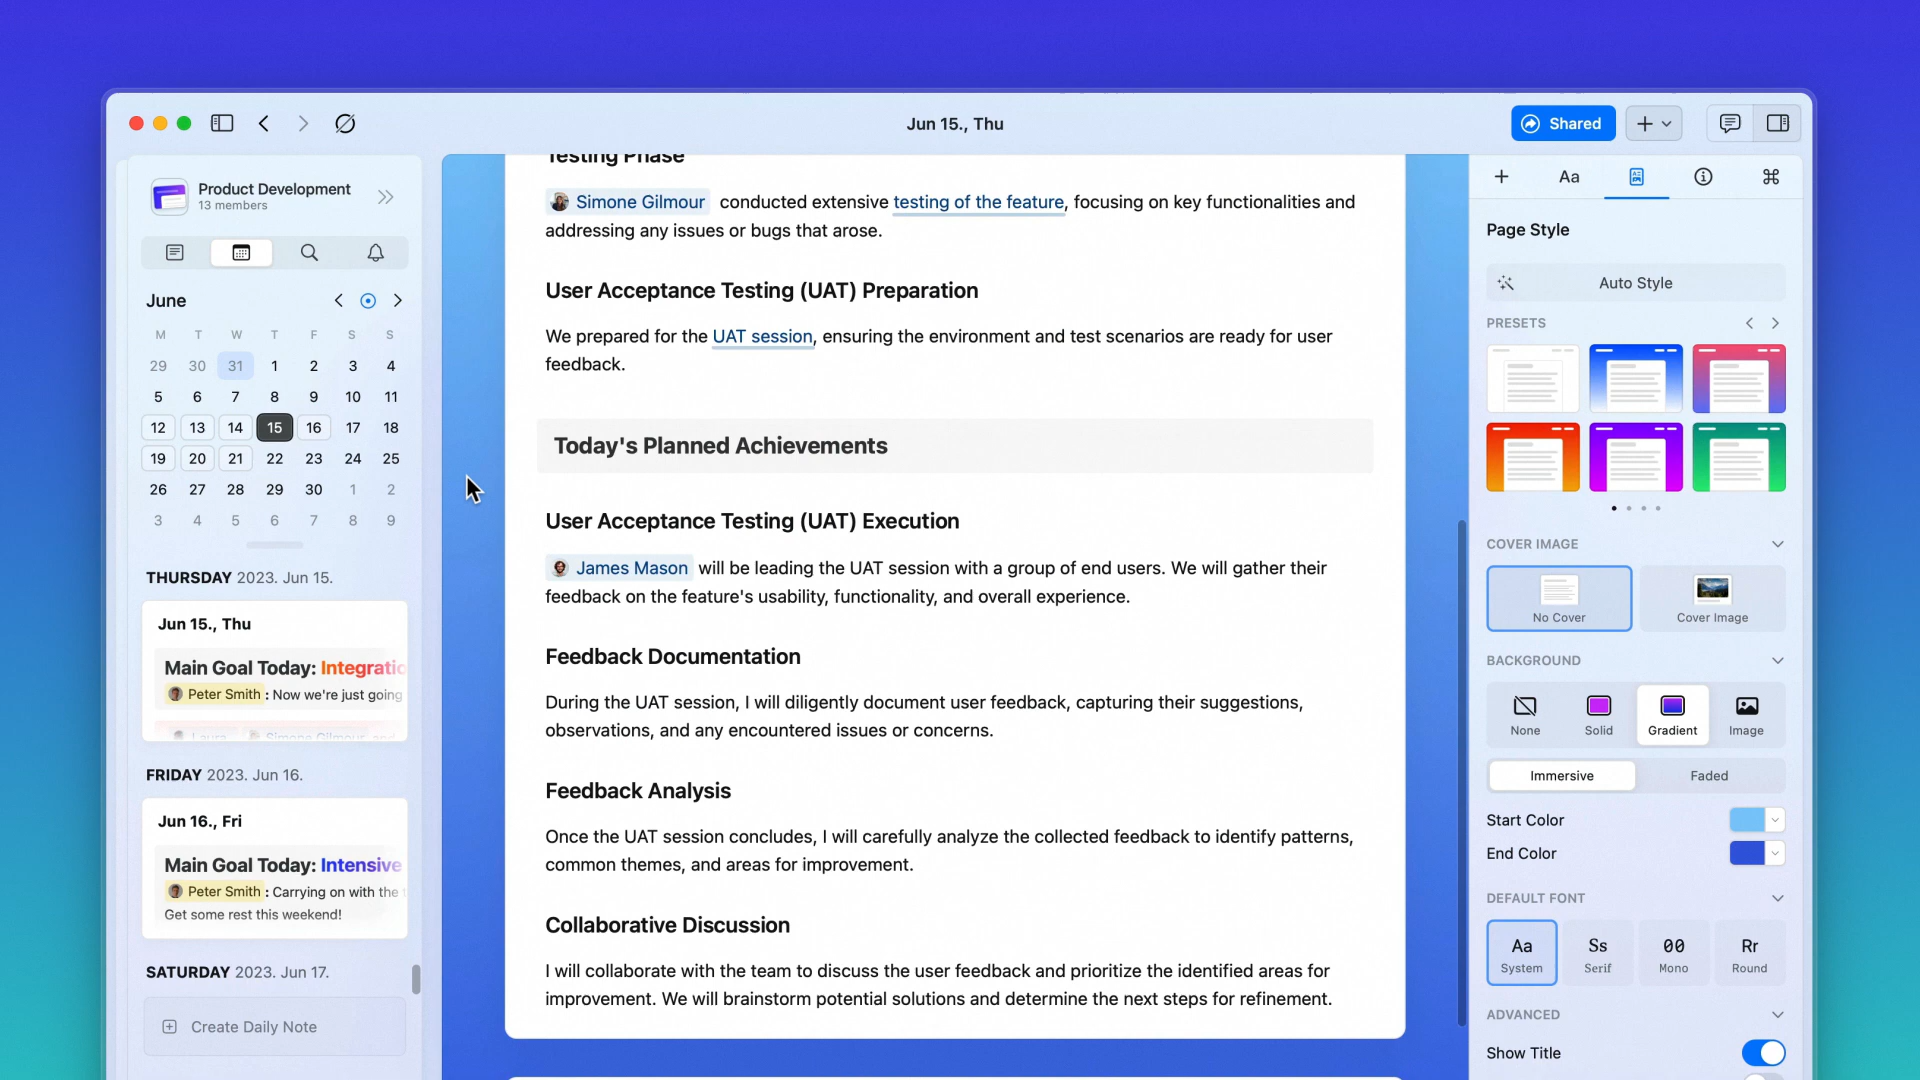 Jun 15., Thu
Shared
Product Development
13 members
June
M T W T F S S
29 30 31 1 2 3 4
5 6 7 8 9 10 11
12 13 14 15 16 17 18
19 20 21 22 23 24 25
26 27 28 29 30 1 2
3 4 5 6 7 8 9
THURSDAY 2023. Jun 15.
Jun 15., Thu
Main Goal Today: Integratio
Peter Smith : Now we're just going
Laura Simone Gilmour and
FRIDAY 2023. Jun 16.
Jun 16., Fri
Main Goal Today: Intensive
Peter Smith : Carrying on with the
Get some rest this weekend!
SATURDAY 2023. Jun 17.
Create Daily Note
Testing Phase
Simone Gilmour conducted extensive testing of the feature, focusing on key functionalities and
addressing any issues or bugs that arose.
User Acceptance Testing (UAT) Preparation
We prepared for the UAT session, ensuring the environment and test scenarios are ready for user
feedback.
Today's Planned Achievements
User Acceptance Testing (UAT) Execution
James Mason will be leading the UAT session with a group of end users. We will gather their
feedback on the feature's usability, functionality, and overall experience.
Feedback Documentation
During the UAT session, I will diligently document user feedback, capturing their suggestions,
observations, and any encountered issues or concerns.
Feedback Analysis
Once the UAT session concludes, I will carefully analyze the collected feedback to identify patterns,
common themes, and areas for improvement.
Collaborative Discussion
I will collaborate with the team to discuss the user feedback and prioritize the identified areas for
improvement. We will brainstorm potential solutions and determine the next steps for refinement.
Aa
Page Style
Auto Style
PRESETS
COVER IMAGE
No Cover Cover Image
BACKGROUND
None Solid Gradient Image
Immersive Faded
Start Color
End Color
DEFAULT FONT
Aa Ss 00 Rr
System Serif Mono Round
ADVANCED
Show Title